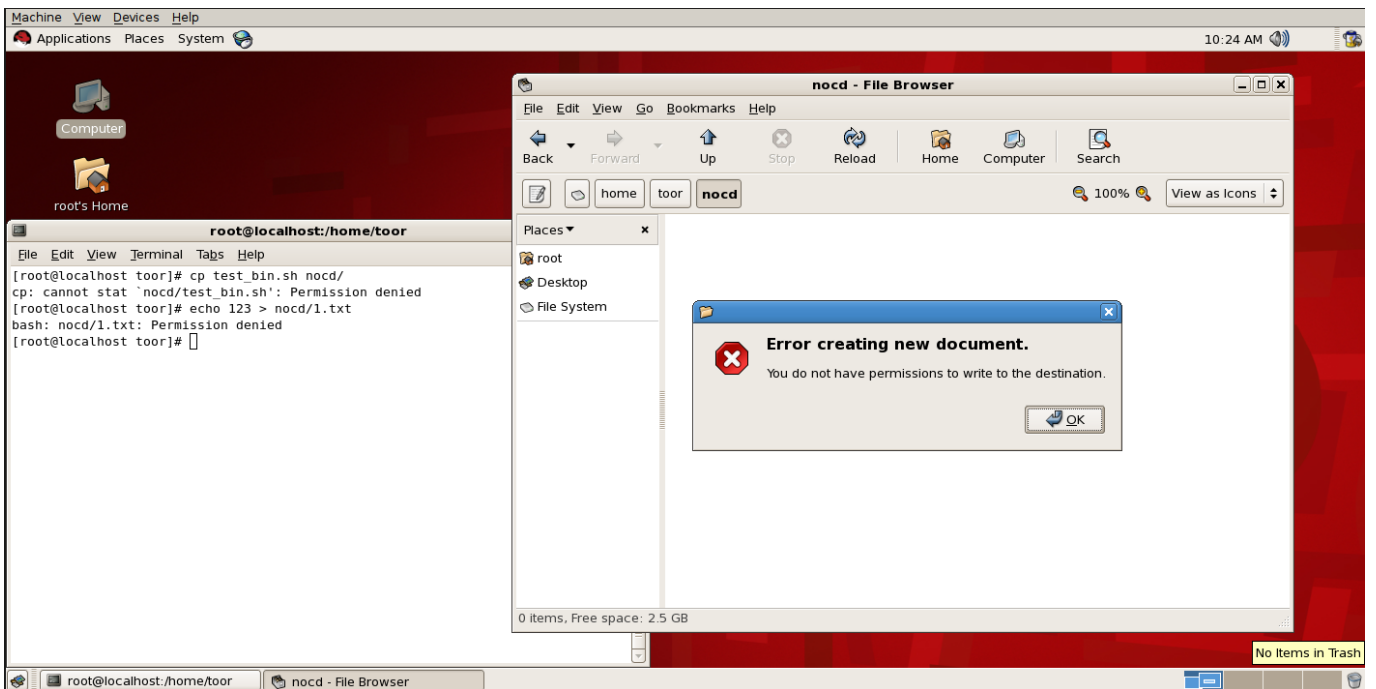 Machine View Devices Help
Applications Places System
10:24 AM
Computer
root's Home
root@localhost:/home/toor
File Edit View Terminal Tabs Help
[root@localhost toor]# cp test_bin.sh nocd/
cp: cannot stat `nocd/test_bin.sh': Permission denied
[root@localhost toor]# echo 123 > nocd/1.txt
bash: nocd/1.txt: Permission denied
[root@localhost toor]#
nocd - File Browser
File Edit View Go Bookmarks Help
Back Forward Up Stop Reload Home Computer Search
home toor nocd 100% View as Icons
Places
root
Desktop
File System
Error creating new document.
You do not have permissions to write to the destination.
OK
0 items, Free space: 2.5 GB
No Items in Trash
root@localhost:/home/toor
nocd - File Browser